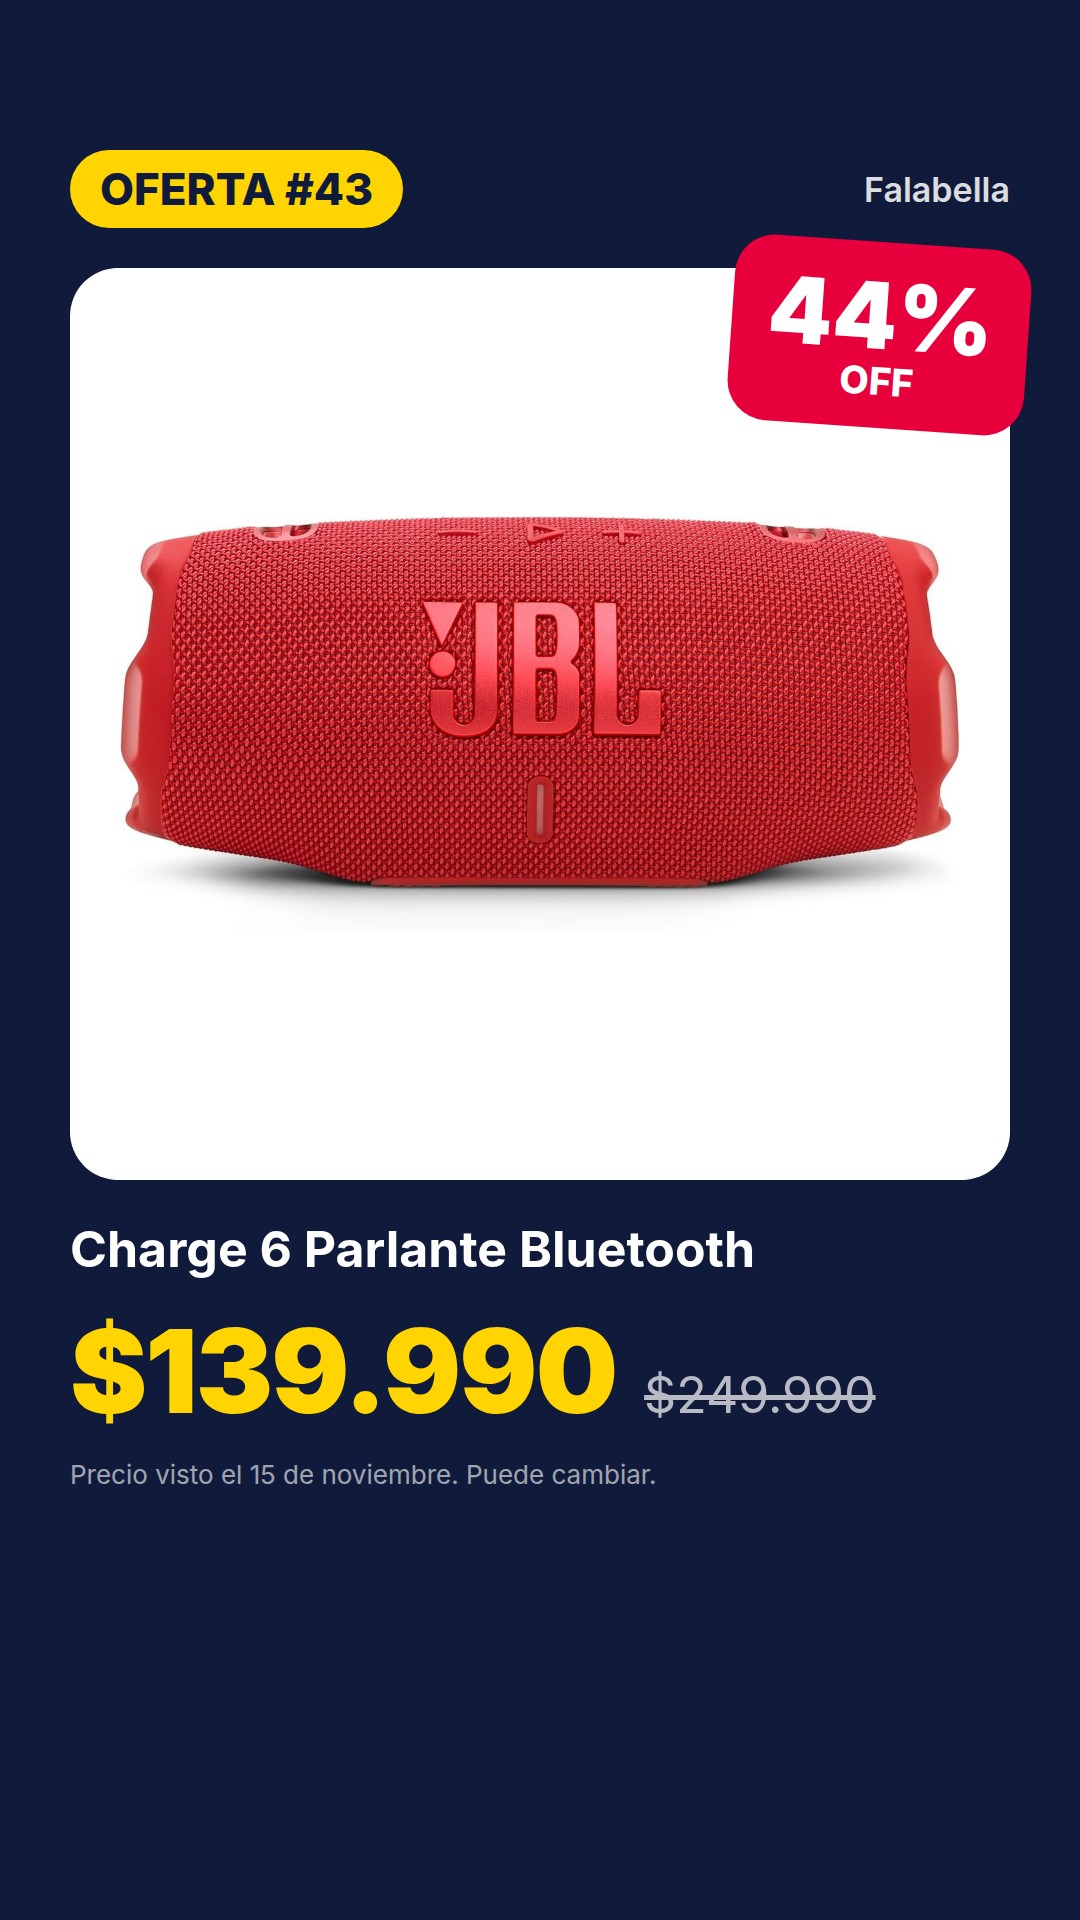 OFERTA #43
Falabella
44%
OFF
JBL
Charge 6 Parlante Bluetooth
$139.990 $249.990
Precio visto el 15 de noviembre. Puede cambiar.